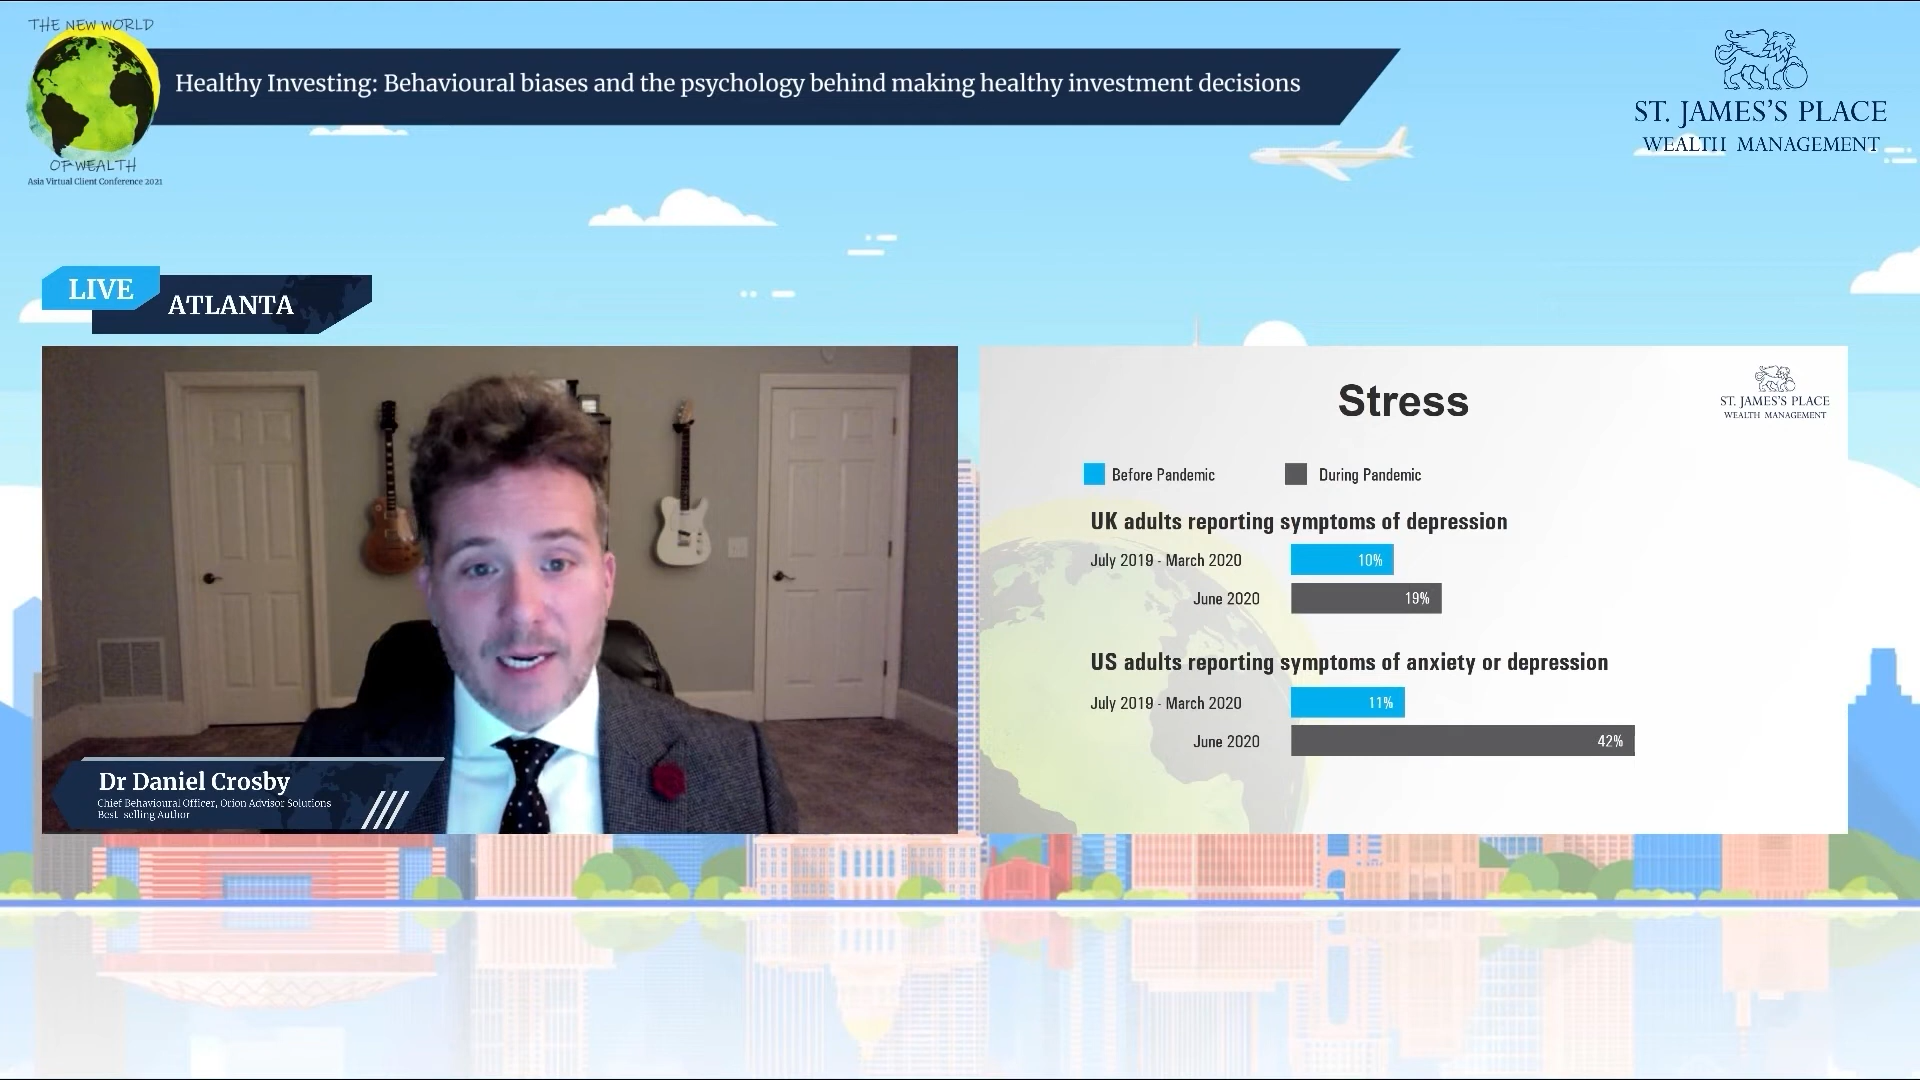 THE NEW WORLD
OF WEALTH
Asia Virtual Client Conference 2021
Healthy Investing: Behavioural biases and the psychology behind making healthy investment decisions
ST. JAMES'S PLACE
WEALTH MANAGEMENT
LIVE
ATLANTA
Dr Daniel Crosby
Chief Behavioural Officer, Orion Advisor Solutions
Best-selling Author
Stress
ST. JAMES'S PLACE
WEALTH MANAGEMENT
Before Pandemic
During Pandemic
UK adults reporting symptoms of depression
July 2019 - March 2020 10%
June 2020 19%
US adults reporting symptoms of anxiety or depression
July 2019 - March 2020 11%
June 2020 42%